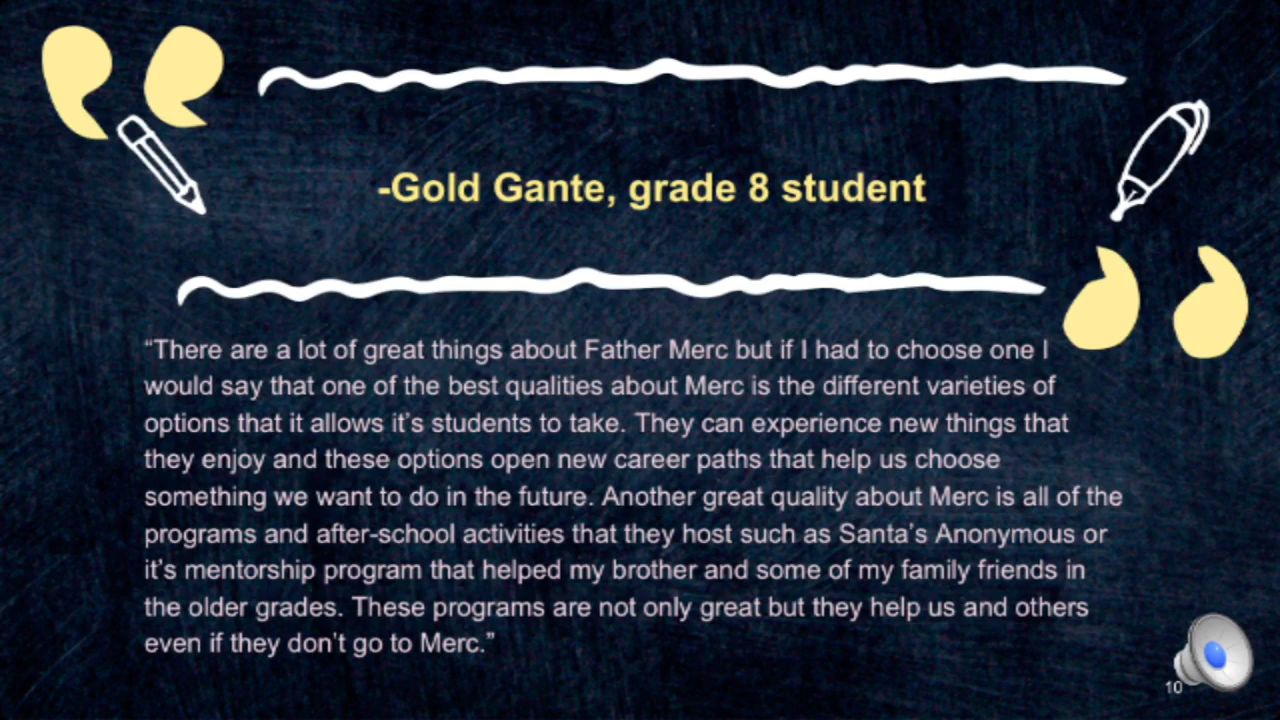 -Gold Gante, grade 8 student
“There are a lot of great things about Father Merc but if I had to choose one I
would say that one of the best qualities about Merc is the different varieties of
options that it allows it’s students to take. They can experience new things that
they enjoy and these options open new career paths that help us choose
something we want to do in the future. Another great quality about Merc is all of the
programs and after-school activities that they host such as Santa’s Anonymous or
it’s mentorship program that helped my brother and some of my family friends in
the older grades. These programs are not only great but they help us and others
even if they don’t go to Merc.”
10